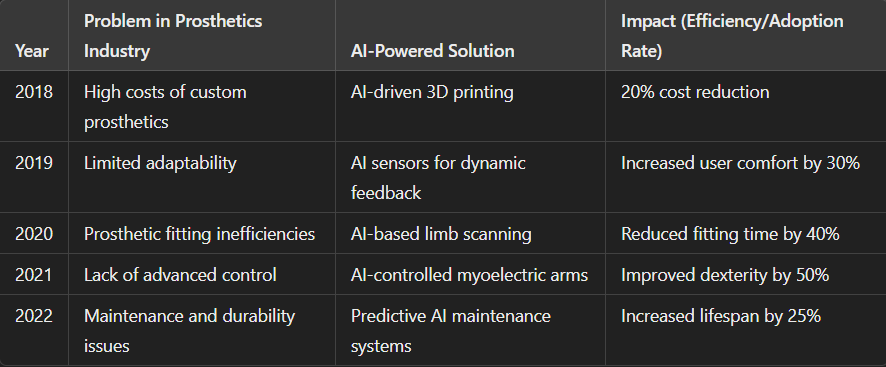 Year Problem in Prosthetics Industry AI-Powered Solution Impact (Efficiency/Adoption Rate)
2018 High costs of custom prosthetics AI-driven 3D printing 20% cost reduction
2019 Limited adaptability AI sensors for dynamic feedback Increased user comfort by 30%
2020 Prosthetic fitting inefficiencies AI-based limb scanning Reduced fitting time by 40%
2021 Lack of advanced control AI-controlled myoelectric arms Improved dexterity by 50%
2022 Maintenance and durability issues Predictive AI maintenance systems Increased lifespan by 25%